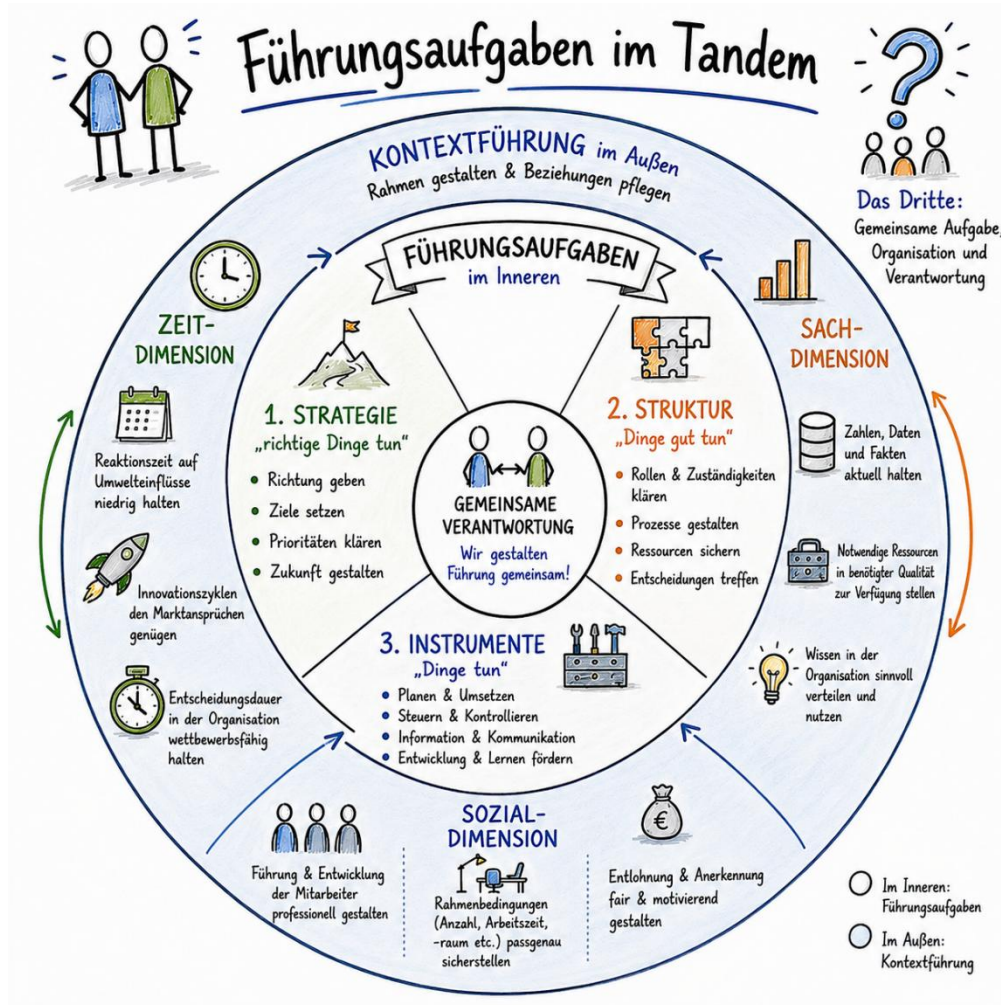 Führungsaufgaben im Tandem
KONTEXTFÜHRUNG im Außen
Rahmen gestalten & Beziehungen pflegen
Das Dritte:
Gemeinsame Aufgabe,
Organisation und
Verantwortung
FÜHRUNGSAUFGABEN
im Inneren
ZEIT-
DIMENSION
Reaktionszeit auf
Umwelteinflüsse
niedrig halten
Innovationszyklen
den Marktansprüchen
genügen
Entscheidungsdauer
in der Organisation
wettbewerbsfähig
halten
1. STRATEGIE
„richtige Dinge tun“
• Richtung geben
• Ziele setzen
• Prioritäten klären
• Zukunft gestalten
GEMEINSAME
VERANTWORTUNG
Wir gestalten
Führung gemeinsam!
2. STRUKTUR
„Dinge gut tun“
• Rollen & Zuständigkeiten
klären
• Prozesse gestalten
• Ressourcen sichern
• Entscheidungen treffen
SACH-
DIMENSION
Zahlen, Daten
und Fakten
aktuell halten
Notwendige Ressourcen
in benötigter Qualität
zur Verfügung stellen
Wissen in der
Organisation sinnvoll
verteilen und
nutzen
3. INSTRUMENTE
„Dinge tun“
• Planen & Umsetzen
• Steuern & Kontrollieren
• Information & Kommunikation
• Entwicklung & Lernen fördern
SOZIAL-
DIMENSION
Führung & Entwicklung
der Mitarbeiter
professionell gestalten
Rahmenbedingungen
(Anzahl, Arbeitszeit,
-raum etc.) passgenau
sicherstellen
€
Entlohnung & Anerkennung
fair & motivierend
gestalten
Im Inneren:
Führungsaufgaben
Im Außen:
Kontextführung